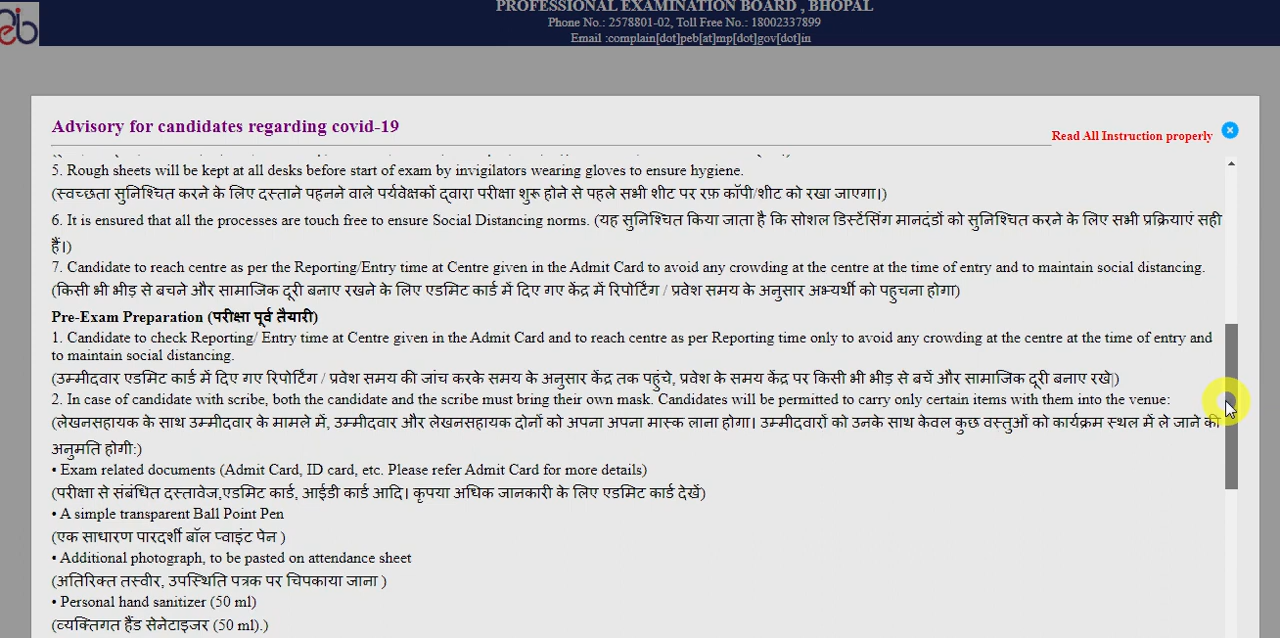 PROFESSIONAL EXAMINATION BOARD , BHOPAL
Phone No.: 2578801-02, Toll Free No.: 18002337899
Email :complain[dot]peb[at]mp[dot]gov[dot]in
Advisory for candidates regarding covid-19
Read All Instruction properly
5. Rough sheets will be kept at all desks before start of exam by invigilators wearing gloves to ensure hygiene.
(स्वच्छता सुनिश्चित करने के लिए दस्ताने पहनने वाले पर्यवेक्षकों द्वारा परीक्षा शुरू होने से पहले सभी शीट पर रफ़ कॉपी/शीट को रखा जाएगा।)
6. It is ensured that all the processes are touch free to ensure Social Distancing norms. (यह सुनिश्चित किया जाता है कि सोशल डिस्टेंसिंग मानदंडों को सुनिश्चित करने के लिए सभी प्रक्रियाएं सही
हैं।)
7. Candidate to reach centre as per the Reporting/Entry time at Centre given in the Admit Card to avoid any crowding at the centre at the time of entry and to maintain social distancing.
(किसी भी भीड़ से बचने और सामाजिक दूरी बनाए रखने के लिए एडमिट कार्ड में दिए गए केंद्र में रिपोर्टिंग / प्रवेश समय के अनुसार अभ्यर्थी को पहुचना होगा)
Pre-Exam Preparation (परीक्षा पूर्व तैयारी)
1. Candidate to check Reporting/ Entry time at Centre given in the Admit Card and to reach centre as per Reporting time only to avoid any crowding at the centre at the time of entry and
to maintain social distancing.
(उम्मीदवार एडमिट कार्ड में दिए गए रिपोर्टिंग / प्रवेश समय की जांच करके समय के अनुसार केंद्र तक पहुंचे, प्रवेश के समय केंद्र पर किसी भी भीड़ से बचें और सामाजिक दूरी बनाए रखे|)
2. In case of candidate with scribe, both the candidate and the scribe must bring their own mask. Candidates will be permitted to carry only certain items with them into the venue:
(लेखनसहायक के साथ उम्मीदवार के मामले में, उम्मीदवार और लेखनसहायक दोनों को अपना अपना मास्क लाना होगा। उम्मीदवारों को उनके साथ केवल कुछ वस्तुओं को कार्यक्रम स्थल में ले जाने की
अनुमति होगी:)
• Exam related documents (Admit Card, ID card, etc. Please refer Admit Card for more details)
(परीक्षा से संबंधित दस्तावेज,एडमिट कार्ड, आईडी कार्ड आदि। कृपया अधिक जानकारी के लिए एडमिट कार्ड देखें)
• A simple transparent Ball Point Pen
(एक साधारण पारदर्शी बॉल प्वाइंट पेन )
• Additional photograph, to be pasted on attendance sheet
(अतिरिक्त तस्वीर, उपस्थिति पत्रक पर चिपकाया जाना )
• Personal hand sanitizer (50 ml)
(व्यक्तिगत हैंड सेनेटाइजर (50 ml).)